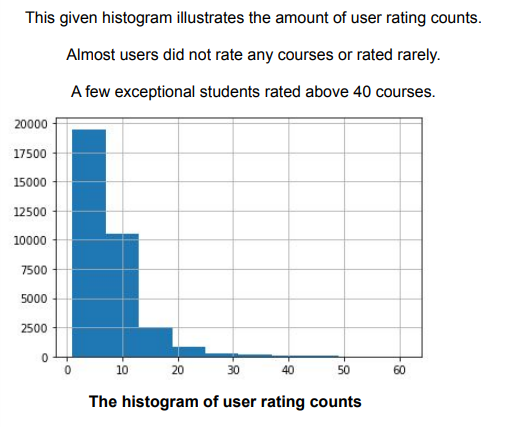 This given histogram illustrates the amount of user rating counts.
Almost users did not rate any courses or rated rarely.
A few exceptional students rated above 40 courses.
20000
17500
15000
12500
10000
7500
5000
2500
0
0 10 20 30 40 50 60
The histogram of user rating counts